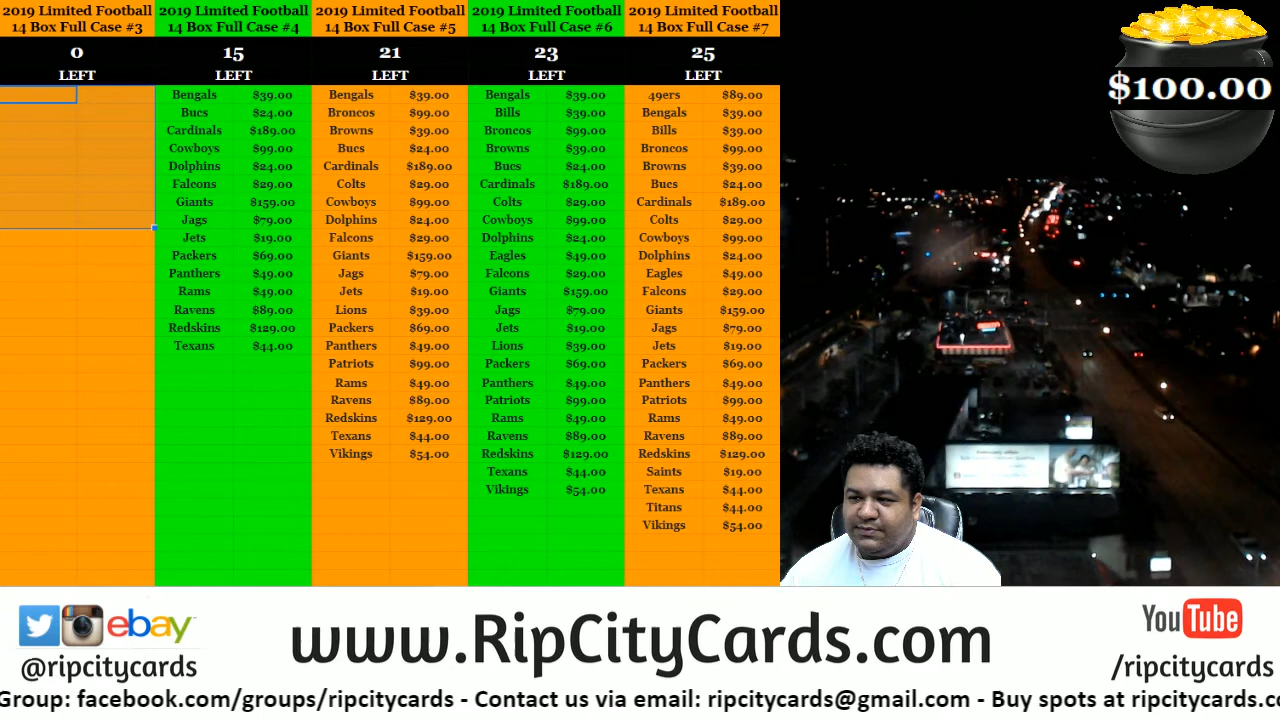 2019 Limited Football 14 Box Full Case #3
0
LEFT
2019 Limited Football 14 Box Full Case #4
15
LEFT
Bengals $39.00
Bucs $24.00
Cardinals $189.00
Cowboys $99.00
Dolphins $24.00
Falcons $29.00
Giants $159.00
Jags $79.00
Jets $19.00
Packers $69.00
Panthers $49.00
Rams $49.00
Ravens $89.00
Redskins $129.00
Texans $44.00
2019 Limited Football 14 Box Full Case #5
21
LEFT
Bengals $39.00
Broncos $99.00
Browns $39.00
Bucs $24.00
Cardinals $189.00
Colts $29.00
Cowboys $99.00
Dolphins $24.00
Falcons $29.00
Giants $159.00
Jags $79.00
Jets $19.00
Lions $39.00
Packers $69.00
Panthers $49.00
Patriots $99.00
Rams $49.00
Ravens $89.00
Redskins $129.00
Texans $44.00
Vikings $54.00
2019 Limited Football 14 Box Full Case #6
23
LEFT
Bengals $39.00
Bills $39.00
Broncos $99.00
Browns $39.00
Bucs $24.00
Cardinals $189.00
Colts $29.00
Cowboys $99.00
Dolphins $24.00
Eagles $49.00
Falcons $29.00
Giants $159.00
Jags $79.00
Jets $19.00
Lions $39.00
Packers $69.00
Panthers $49.00
Patriots $99.00
Rams $49.00
Ravens $89.00
Redskins $129.00
Texans $44.00
Vikings $54.00
2019 Limited Football 14 Box Full Case #7
25
LEFT
49ers $89.00
Bengals $39.00
Bills $39.00
Broncos $99.00
Browns $39.00
Bucs $24.00
Cardinals $189.00
Colts $29.00
Cowboys $99.00
Dolphins $24.00
Eagles $49.00
Falcons $29.00
Giants $159.00
Jags $79.00
Jets $19.00
Packers $69.00
Panthers $49.00
Patriots $99.00
Rams $49.00
Ravens $89.00
Redskins $129.00
Saints $19.00
Texans $44.00
Titans $44.00
Vikings $54.00
$100.00
ebay
@ripcitycards
www.RipCityCards.com
YouTube
/ripcitycards
Group: facebook.com/groups/ripcitycards - Contact us via email: ripcitycards@gmail.com - Buy spots at ripcitycards.c